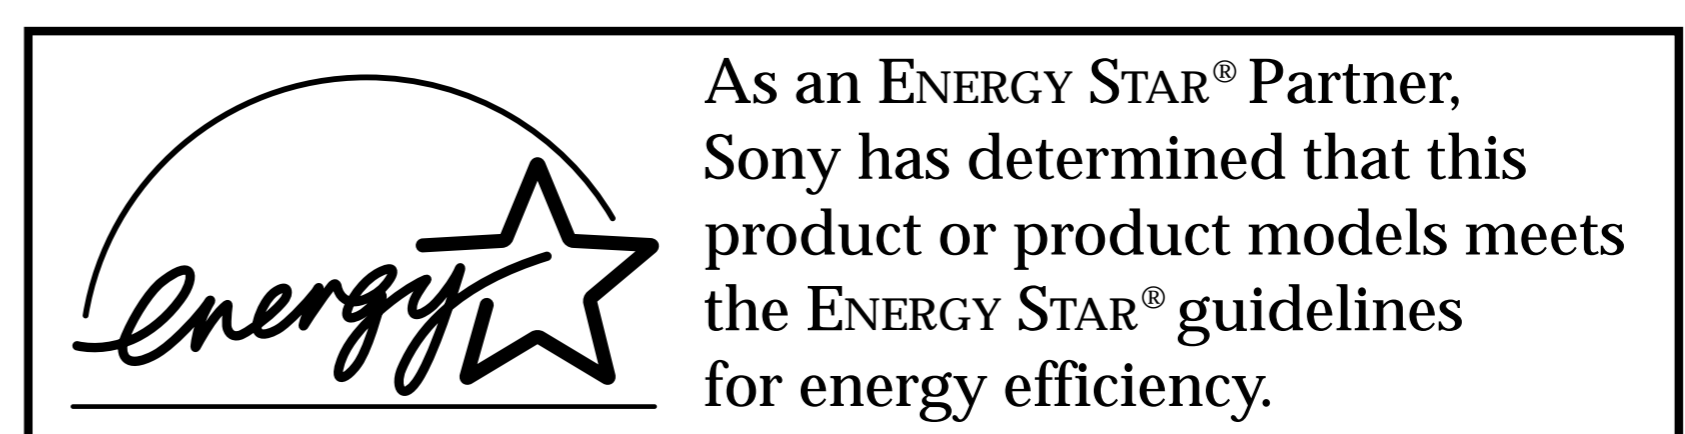 energy
As an ENERGY STAR® Partner,
Sony has determined that this
product or product models meets
the ENERGY STAR® guidelines
for energy efficiency.